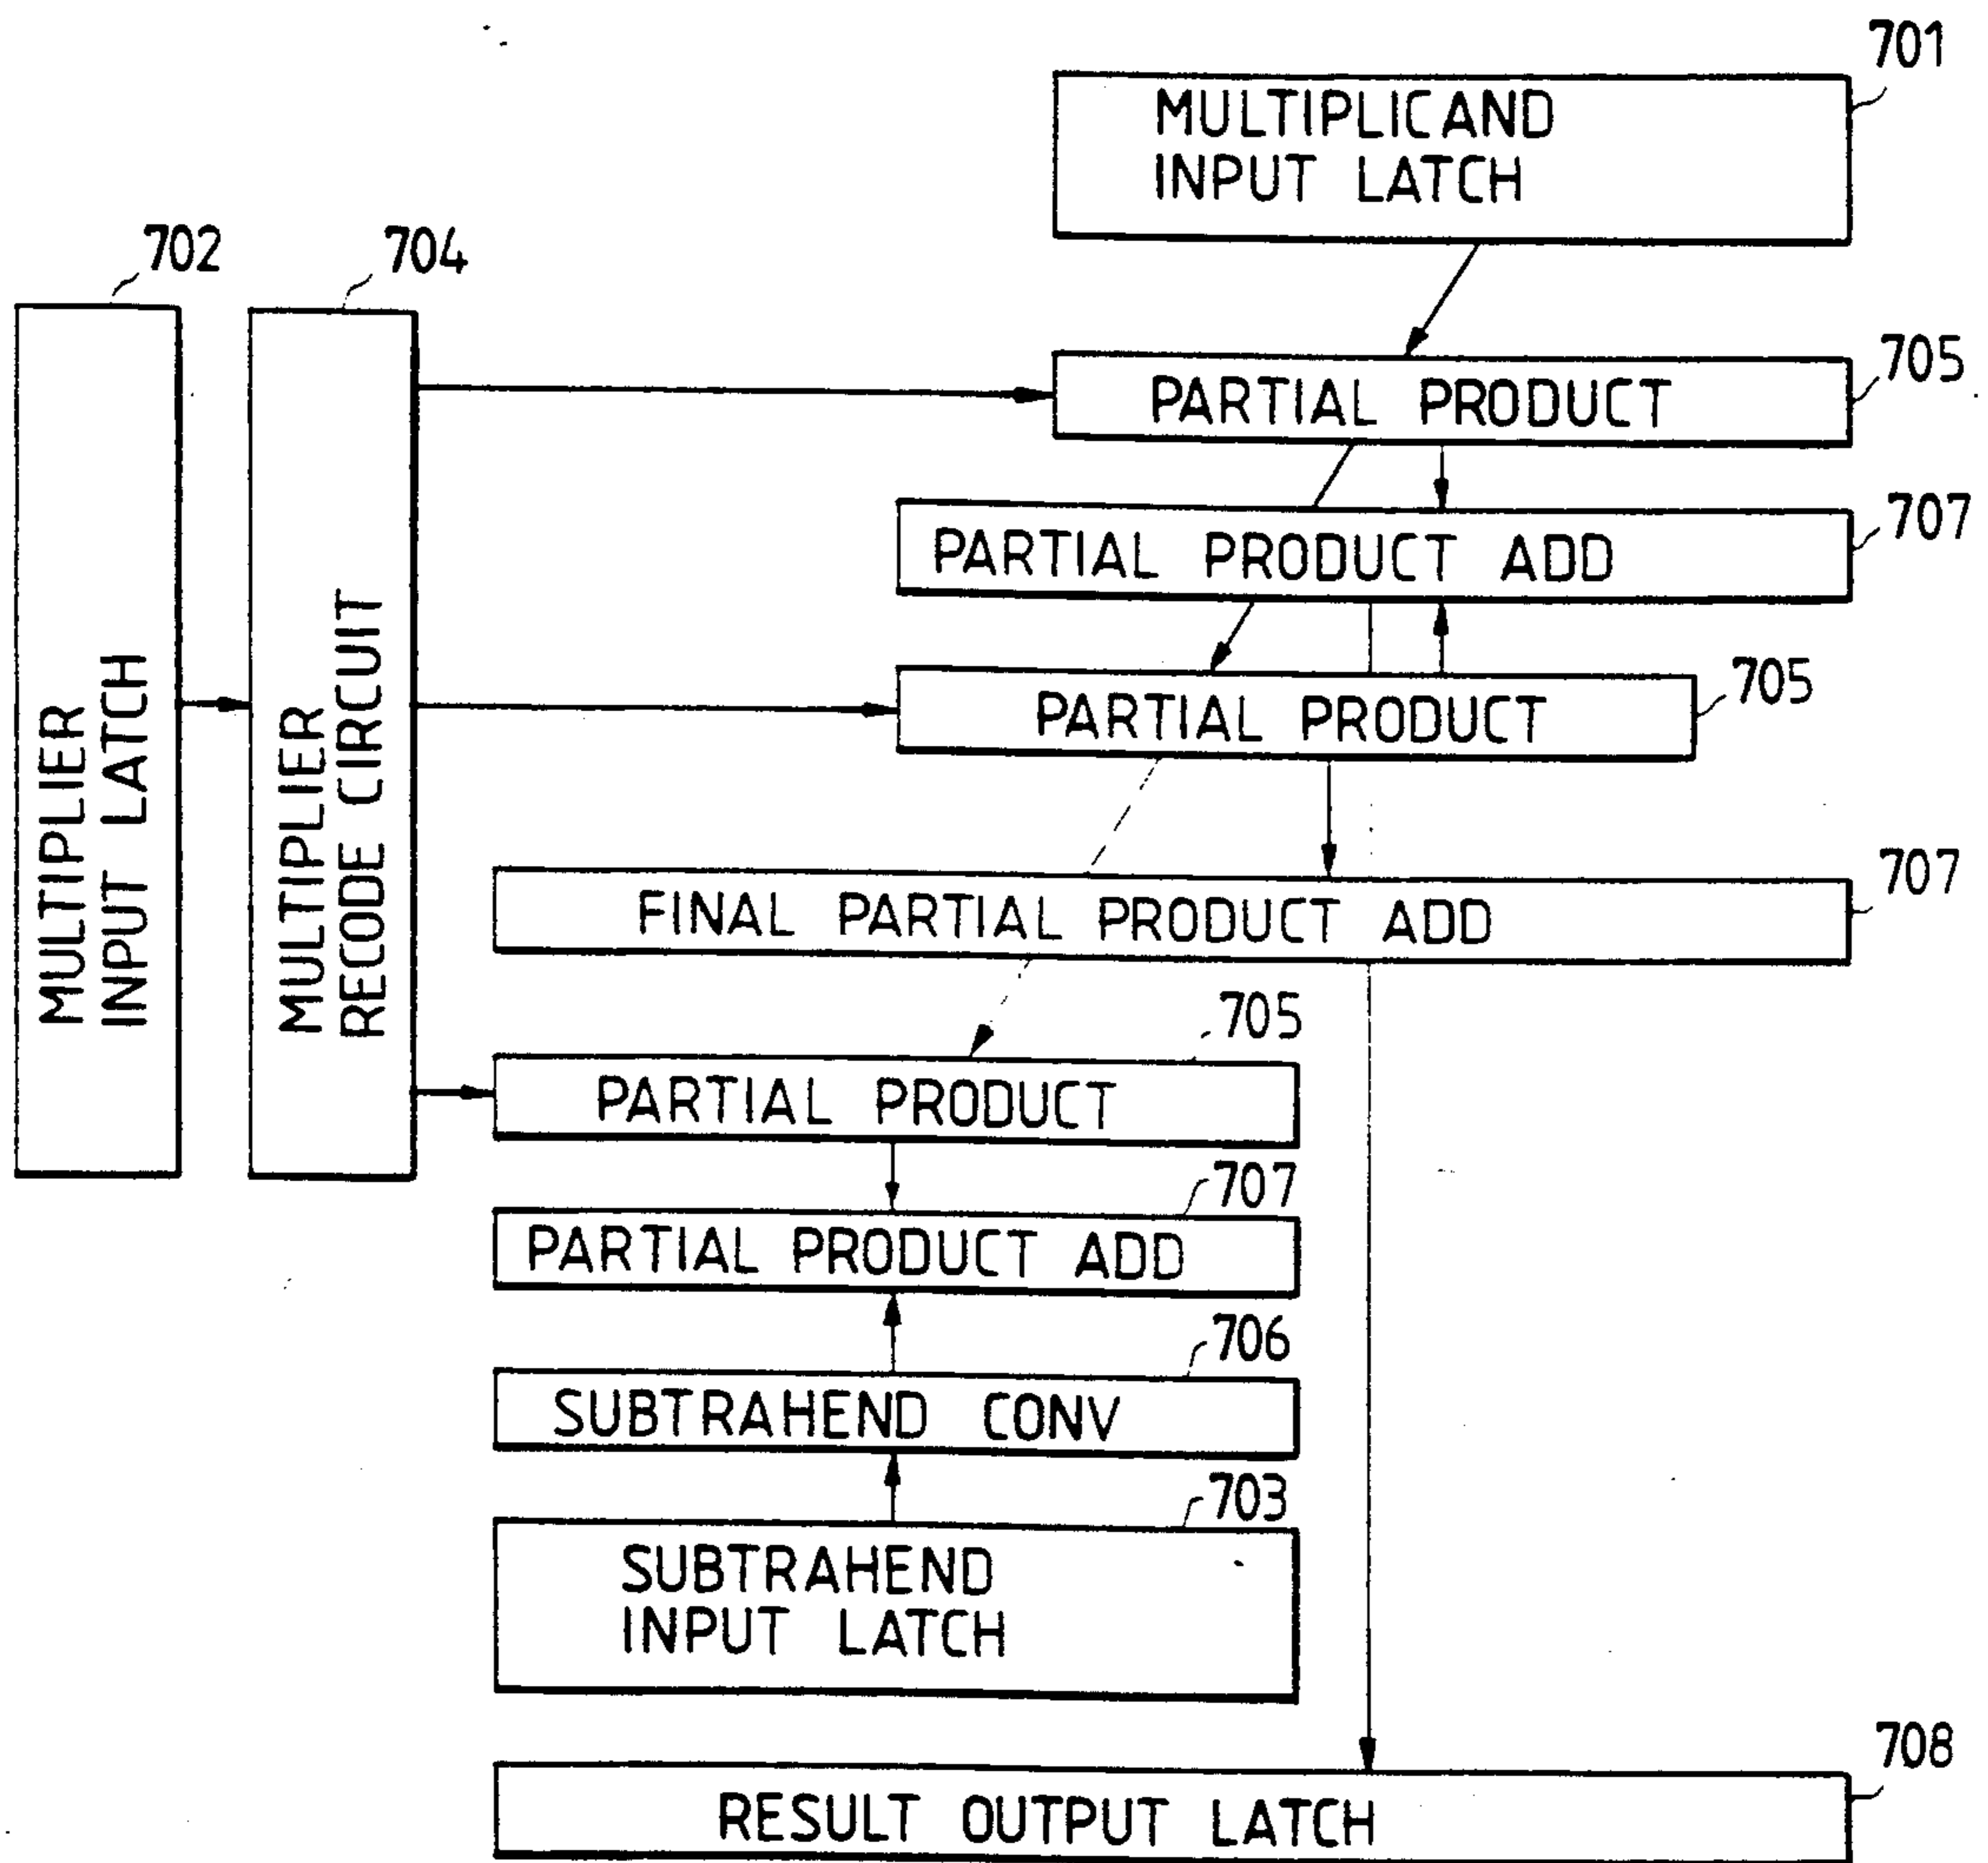 701
MULTIPLICAND
INPUT LATCH
702
704
705
PARTIAL PRODUCT
707
PARTIAL PRODUCT ADD
705
PARTIAL PRODUCT
MULTIPLIER
INPUT LATCH
MULTIPLIER
RECODE CIRCUIT
707
FINAL PARTIAL PRODUCT ADD
705
PARTIAL PRODUCT
707
PARTIAL PRODUCT ADD
706
SUBTRAHEND CONV
703
SUBTRAHEND
INPUT LATCH
708
RESULT OUTPUT LATCH